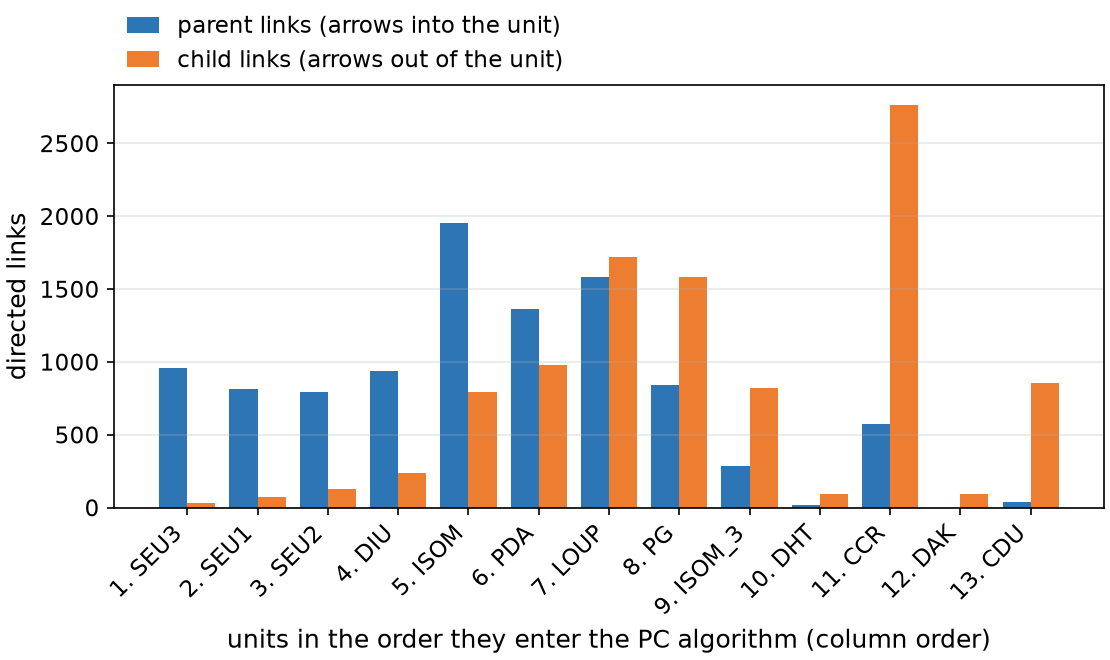 parent links (arrows into the unit)
child links (arrows out of the unit)
directed links
2500
2000
1500
1000
500
0
1. SEU3
2. SEU1
3. SEU2
4. DIU
5. ISOM
6. PDA
7. LOUP
8. PG
9. ISOM_3
10. DHT
11. CCR
12. DAK
13. CDU
units in the order they enter the PC algorithm (column order)